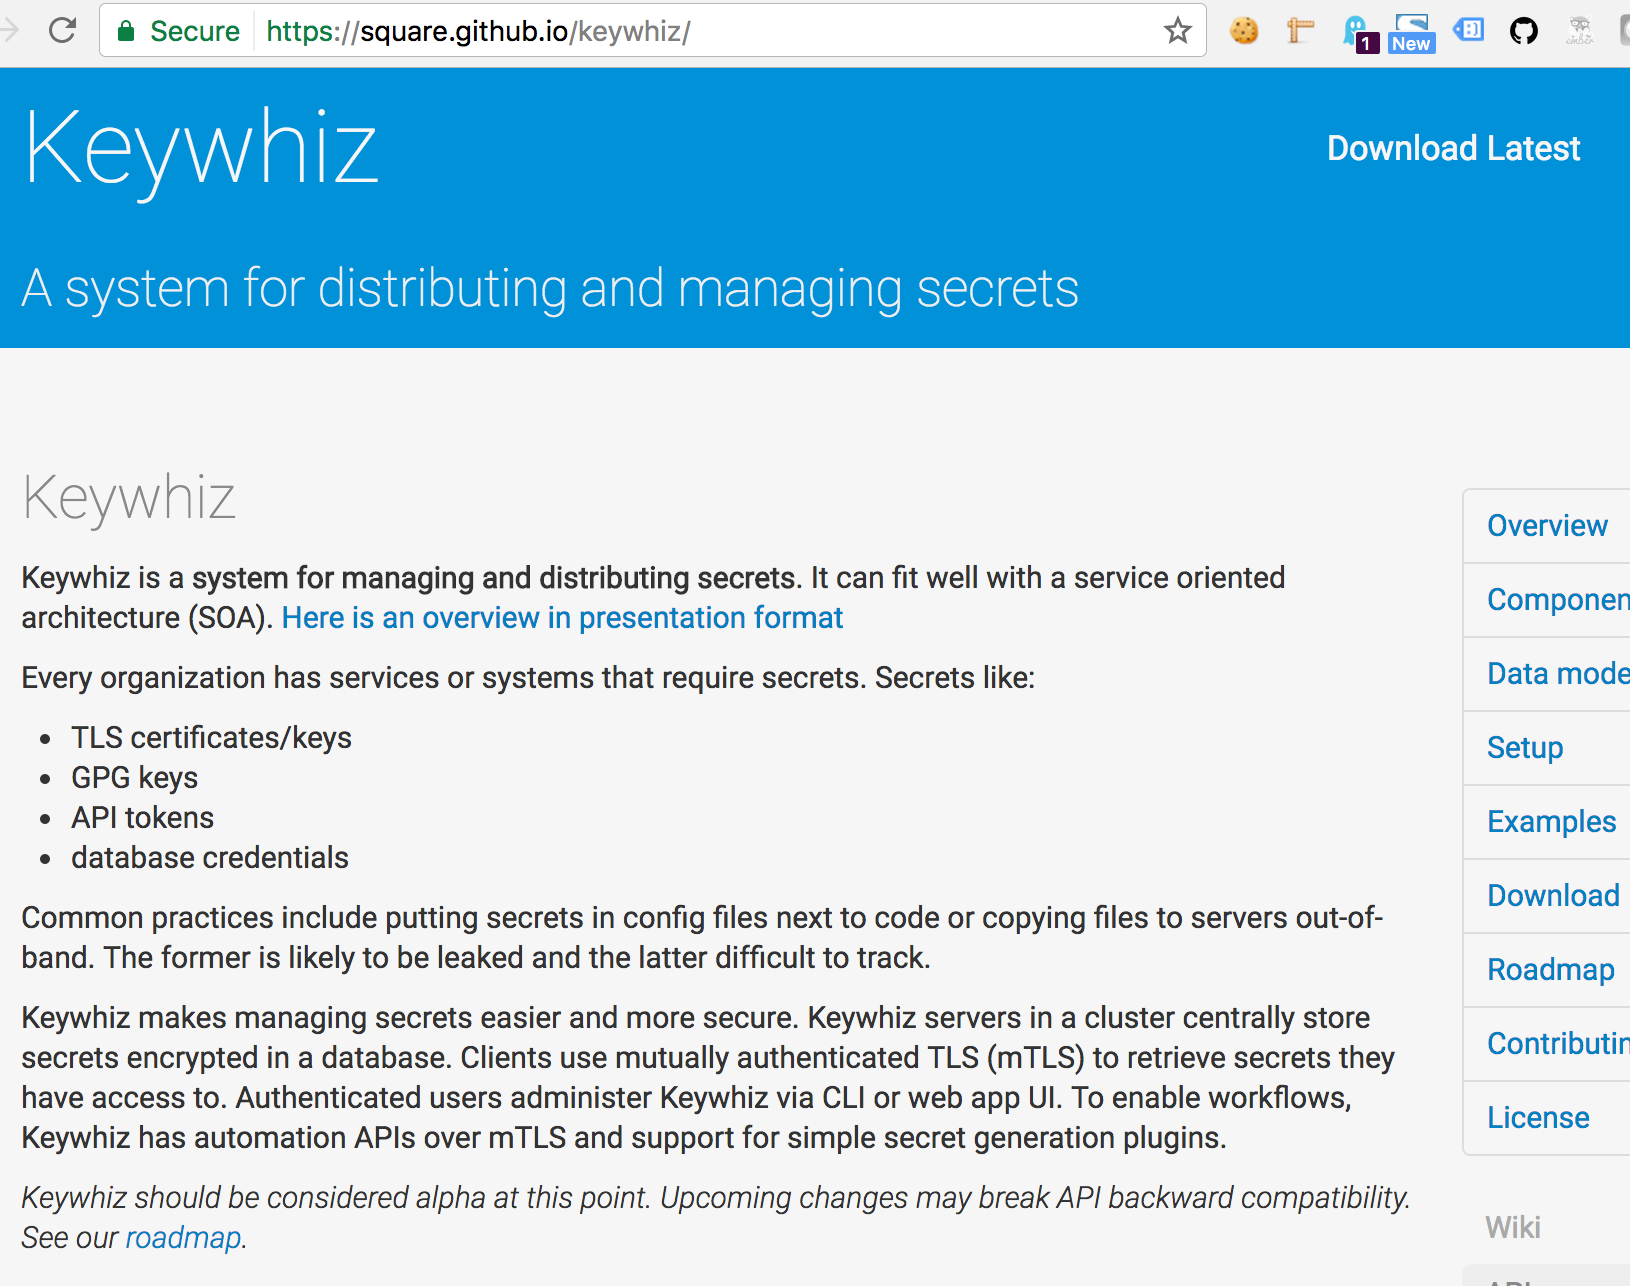 Secure https://square.github.io/keywhiz/
1
New
Keywhiz
Download Latest
A system for distributing and managing secrets
Keywhiz
Keywhiz is a system for managing and distributing secrets. It can fit well with a service oriented
architecture (SOA). Here is an overview in presentation format
Every organization has services or systems that require secrets. Secrets like:
• TLS certificates/keys
• GPG keys
• API tokens
• database credentials
Common practices include putting secrets in config files next to code or copying files to servers out-of-
band. The former is likely to be leaked and the latter difficult to track.
Keywhiz makes managing secrets easier and more secure. Keywhiz servers in a cluster centrally store
secrets encrypted in a database. Clients use mutually authenticated TLS (mTLS) to retrieve secrets they
have access to. Authenticated users administer Keywhiz via CLI or web app UI. To enable workflows,
Keywhiz has automation APIs over mTLS and support for simple secret generation plugins.
Keywhiz should be considered alpha at this point. Upcoming changes may break API backward compatibility.
See our roadmap.
Overview
Componen
Data mode
Setup
Examples
Download
Roadmap
Contributin
License
Wiki